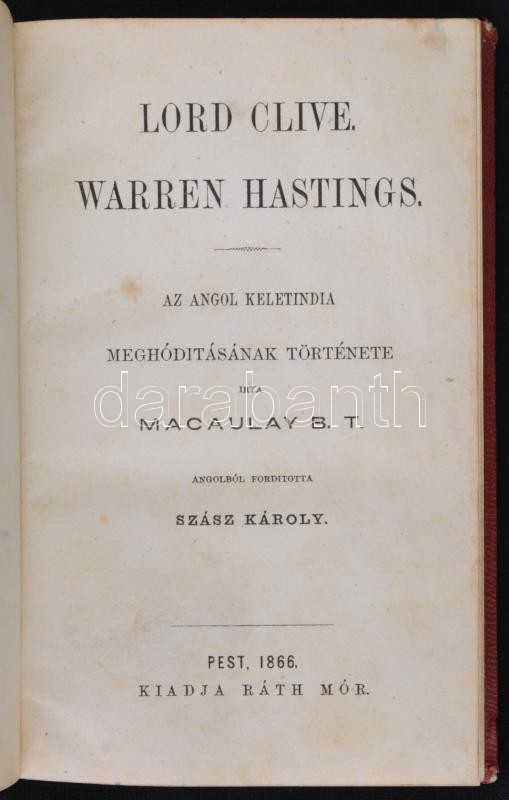 LORD CLIVE.
WARREN HASTINGS.
AZ ANGOL KELETINDIA
MEGHÓDITÁSÁNAK TÖRTÉNETE
IRTA
darabanth
MACAULAY B. T.
ANGOLBÓL FORDITOTTA
SZÁSZ KÁROLY.
PEST, 1866.
KIADJA RÁTH MÓR.